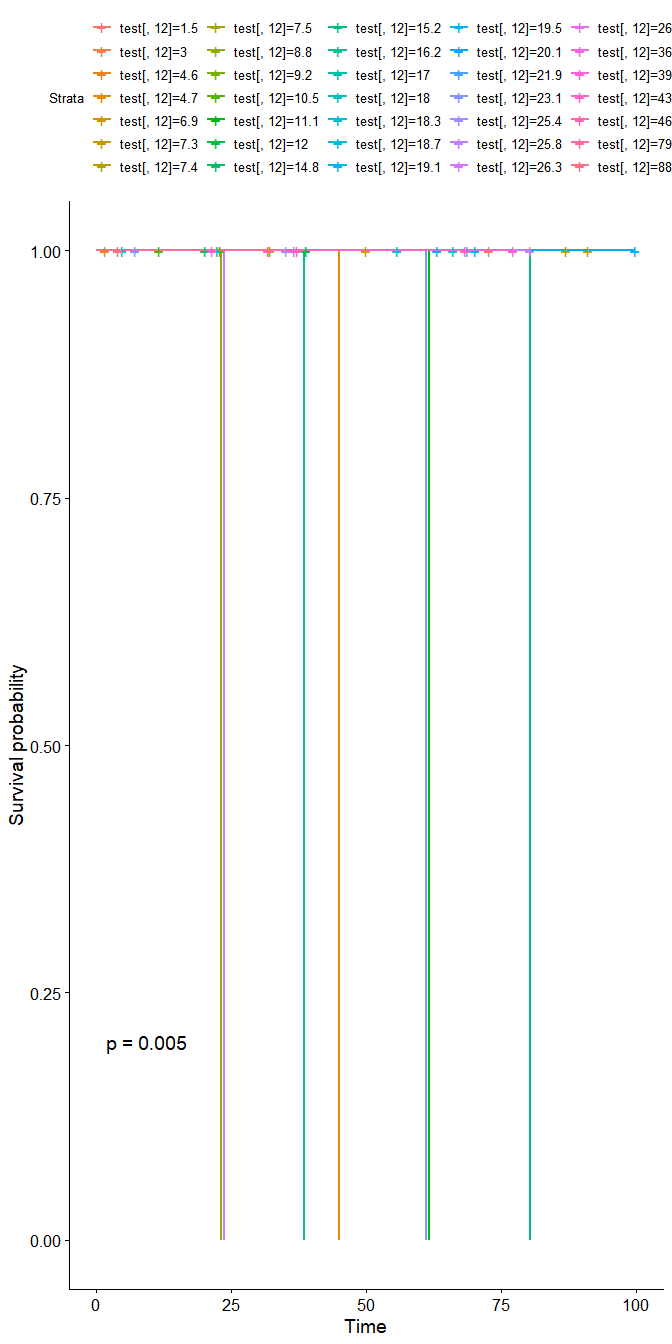 test[, 12]=1.5 test[, 12]=7.5 test[, 12]=15.2 test[, 12]=19.5 test[, 12]=26
test[, 12]=3 test[, 12]=8.8 test[, 12]=16.2 test[, 12]=20.1 test[, 12]=36
test[, 12]=4.6 test[, 12]=9.2 test[, 12]=17 test[, 12]=21.9 test[, 12]=39
Strata test[, 12]=4.7 test[, 12]=10.5 test[, 12]=18 test[, 12]=23.1 test[, 12]=43
test[, 12]=6.9 test[, 12]=11.1 test[, 12]=18.3 test[, 12]=25.4 test[, 12]=46
test[, 12]=7.3 test[, 12]=12 test[, 12]=18.7 test[, 12]=25.8 test[, 12]=79
test[, 12]=7.4 test[, 12]=14.8 test[, 12]=19.1 test[, 12]=26.3 test[, 12]=88
1.00
0.75
Survival probability
0.50
0.25
p = 0.005
0.00
0 25 50 75 100
Time